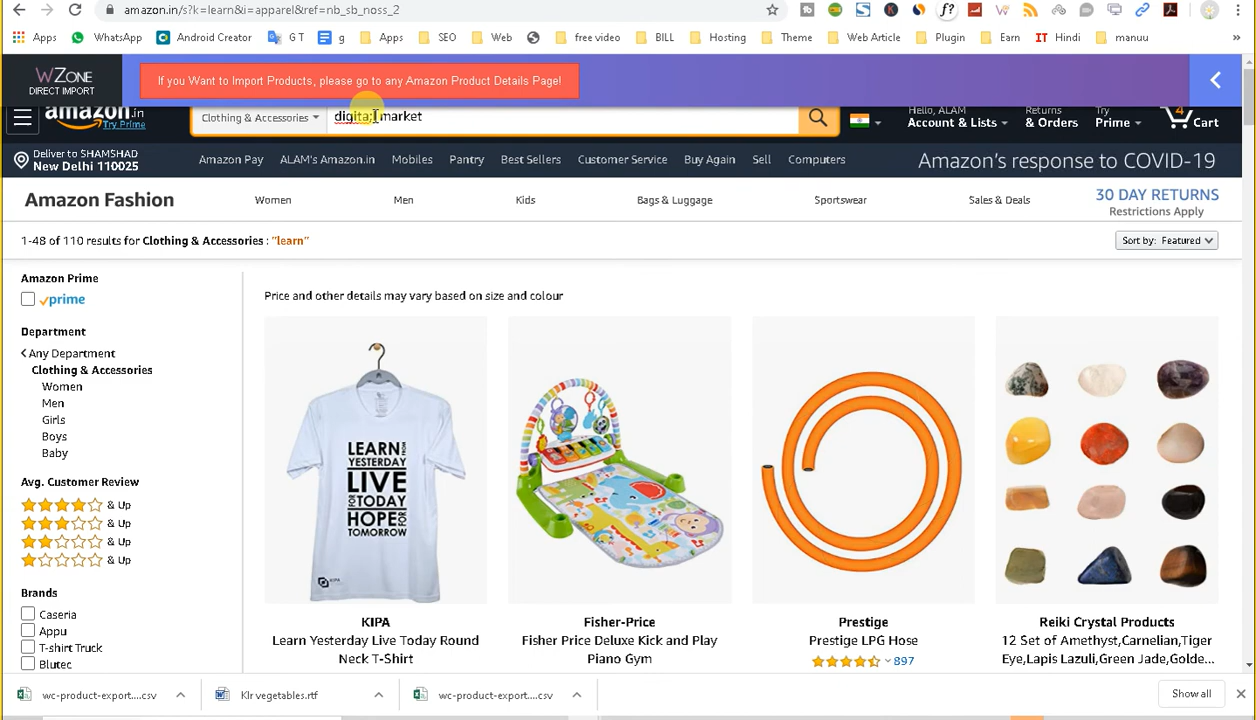 amazon.in/s?k=learn&i=apparel&ref=nb_sb_noss_2
Apps WhatsApp Android Creator G T g Apps SEO Web free video BILL Hosting Theme Web Article Plugin Earn IT Hindi manuu »
WZONE
DIRECT IMPORT
If you Want to Import Products, please go to any Amazon Product Details Page!
amazon.in
Try Prime
Clothing & Accessories
digita; market
Hello, ALAM
Account & Lists
Returns
& Orders
Try
Prime
4
Cart
Deliver to SHAMSHAD
New Delhi 110025
Amazon Pay ALAM's Amazon.in Mobiles Pantry Best Sellers Customer Service Buy Again Sell Computers
Amazon's response to COVID-19
Amazon Fashion Women Men Kids Bags & Luggage Sportswear Sales & Deals
30 DAY RETURNS
Restrictions Apply
1-48 of 110 results for Clothing & Accessories : "learn"
Sort by: Featured
Amazon Prime
prime
Department
Any Department
Clothing & Accessories
Women
Men
Girls
Boys
Baby
Avg. Customer Review
& Up
& Up
& Up
& Up
Brands
Caseria
Appu
T-shirt Truck
Blutec
Price and other details may vary based on size and colour
LEARN FROM
YESTERDAY
LIVE
FOR TODAY
HOPE FOR
TOMORROW
KIPA
KIPA
Learn Yesterday Live Today Round
Neck T-Shirt
Fisher-Price
Fisher Price Deluxe Kick and Play
Piano Gym
Prestige
Prestige LPG Hose
897
Reiki Crystal Products
12 Set of Amethyst,Carnelian,Tiger
Eye,Lapis Lazuli,Green Jade,Golde...
wc-product-export....csv
Klr vegetables.rtf
wc-product-export....csv
Show all